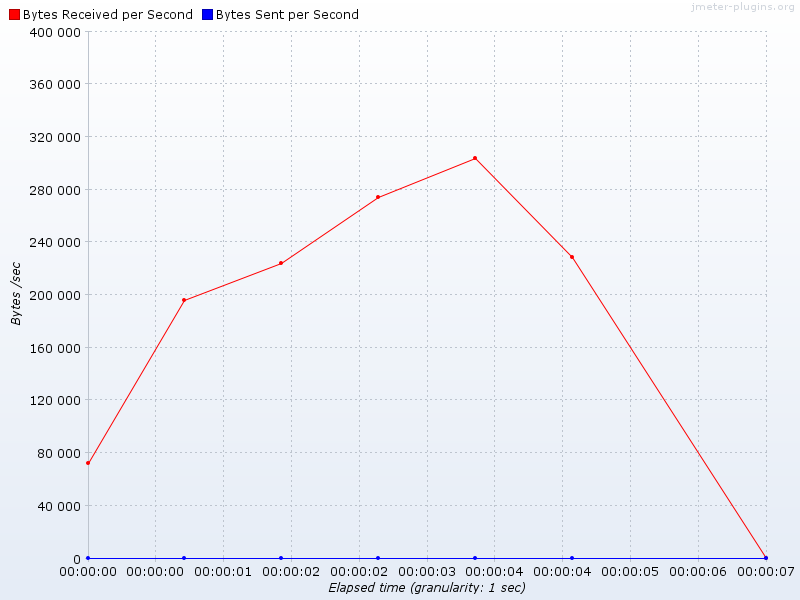 jmeter-plugins.org
Bytes Received per Second Bytes Sent per Second
400 000
360 000
320 000
280 000
240 000
200 000
160 000
120 000
80 000
40 000
0
Bytes /sec
00:00:00 00:00:00 00:00:01 00:00:02 00:00:02 00:00:03 00:00:04 00:00:04 00:00:05 00:00:06 00:00:07
Elapsed time (granularity: 1 sec)